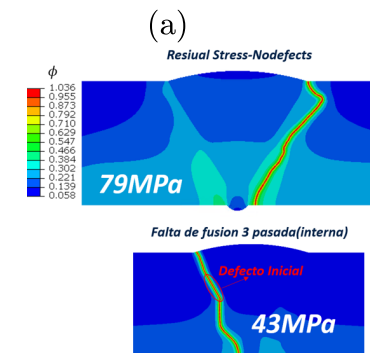 (a)
Resiual Stress-Nodefects
ϕ
1.036
0.955
0.873
0.792
0.710
0.629
0.547
0.466
0.384
0.302
0.221
0.139
0.058
79MPa
Falta de fusion 3 pasada(interna)
Defecto Inicial
43MPa